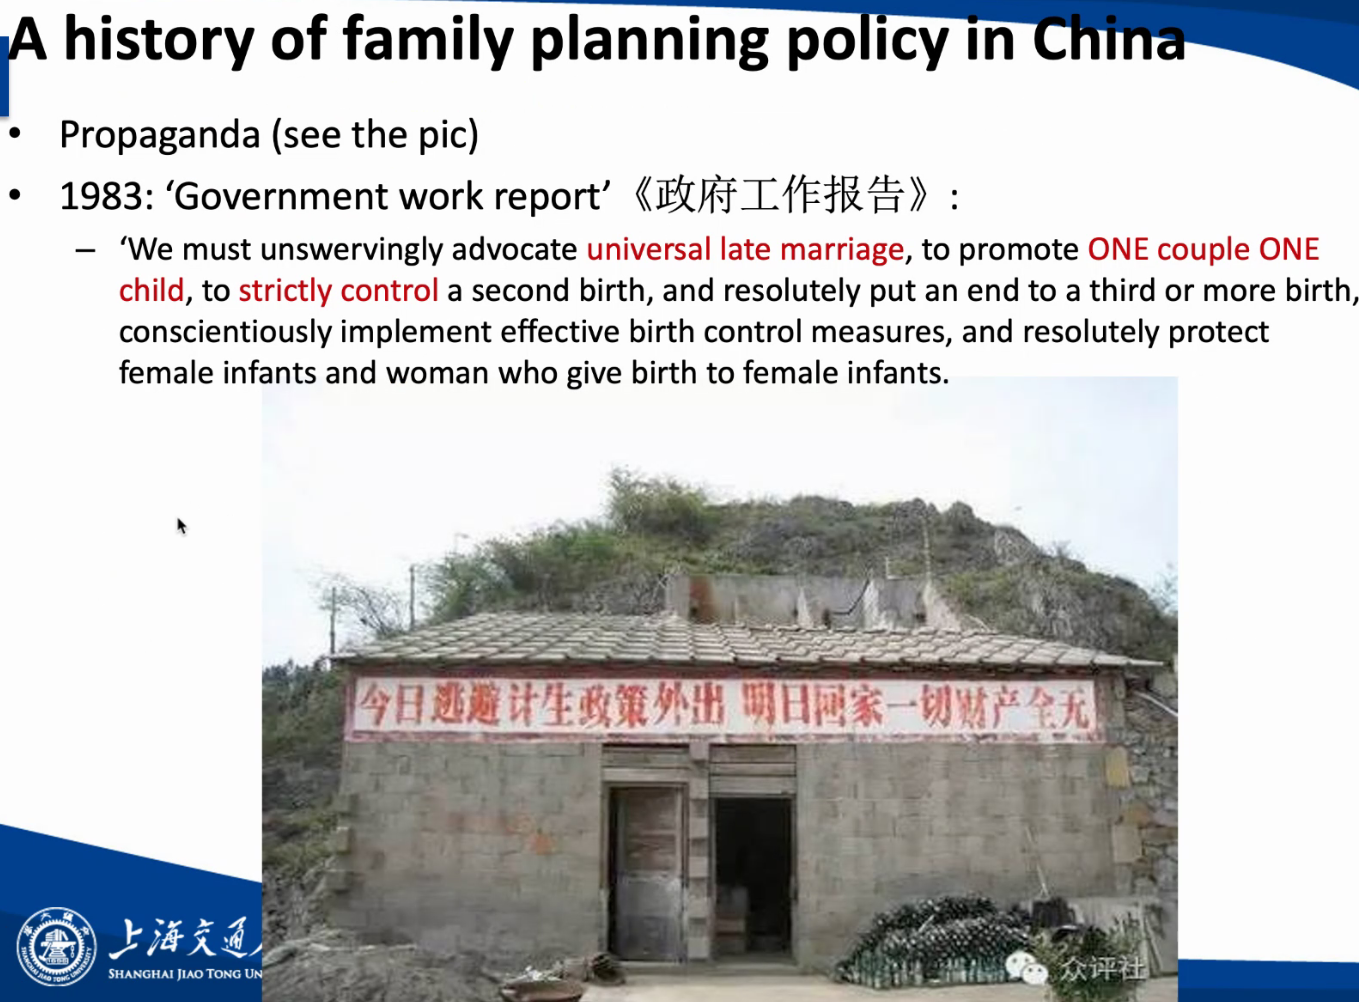 A history of family planning policy in China
• Propaganda (see the pic)
• 1983: ‘Government work report’《政府工作报告》:
– ‘We must unswervingly advocate universal late marriage, to promote ONE couple ONE
child, to strictly control a second birth, and resolutely put an end to a third or more birth,
conscientiously implement effective birth control measures, and resolutely protect
female infants and woman who give birth to female infants.
今日逃避计生政策外出 明日回家一切财产全无
上海交通
SHANGHAI JIAO TONG UN
众评社